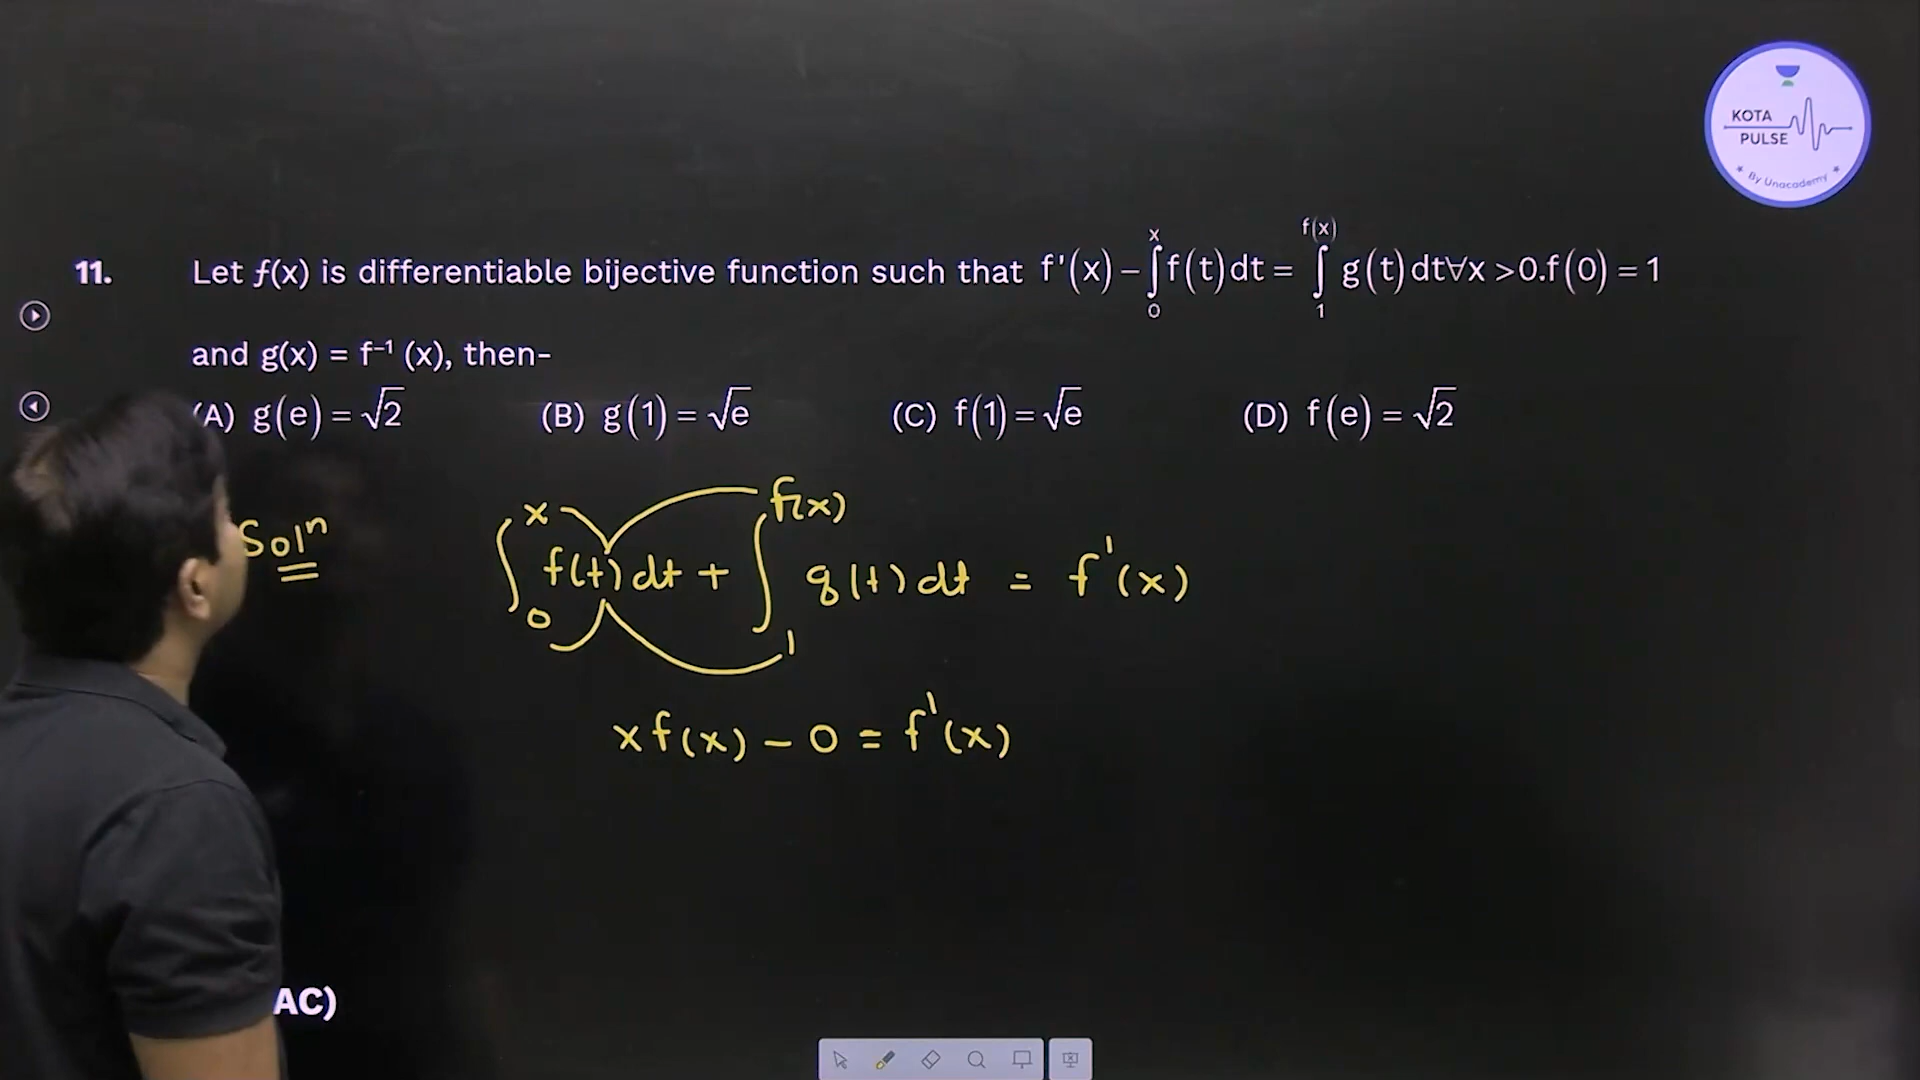 KOTA
PULSE
★ By Unacademy ★
11. Let f(x) is differentiable bijective function such that f'(x) – ∫₀ˣ f(t)dt = ∫₁^{f(x)} g(t)dt∀x >0.f(0) = 1
and g(x) = f⁻¹ (x), then-
(A) g(e) = √2 (B) g(1) = √e (C) f(1) = √e (D) f(e) = √2
Solⁿ
∫₀ˣ f(t)dt + ∫₁^{f(x)} g(t)dt = f'(x)
xf(x) – 0 = f'(x)
AC)